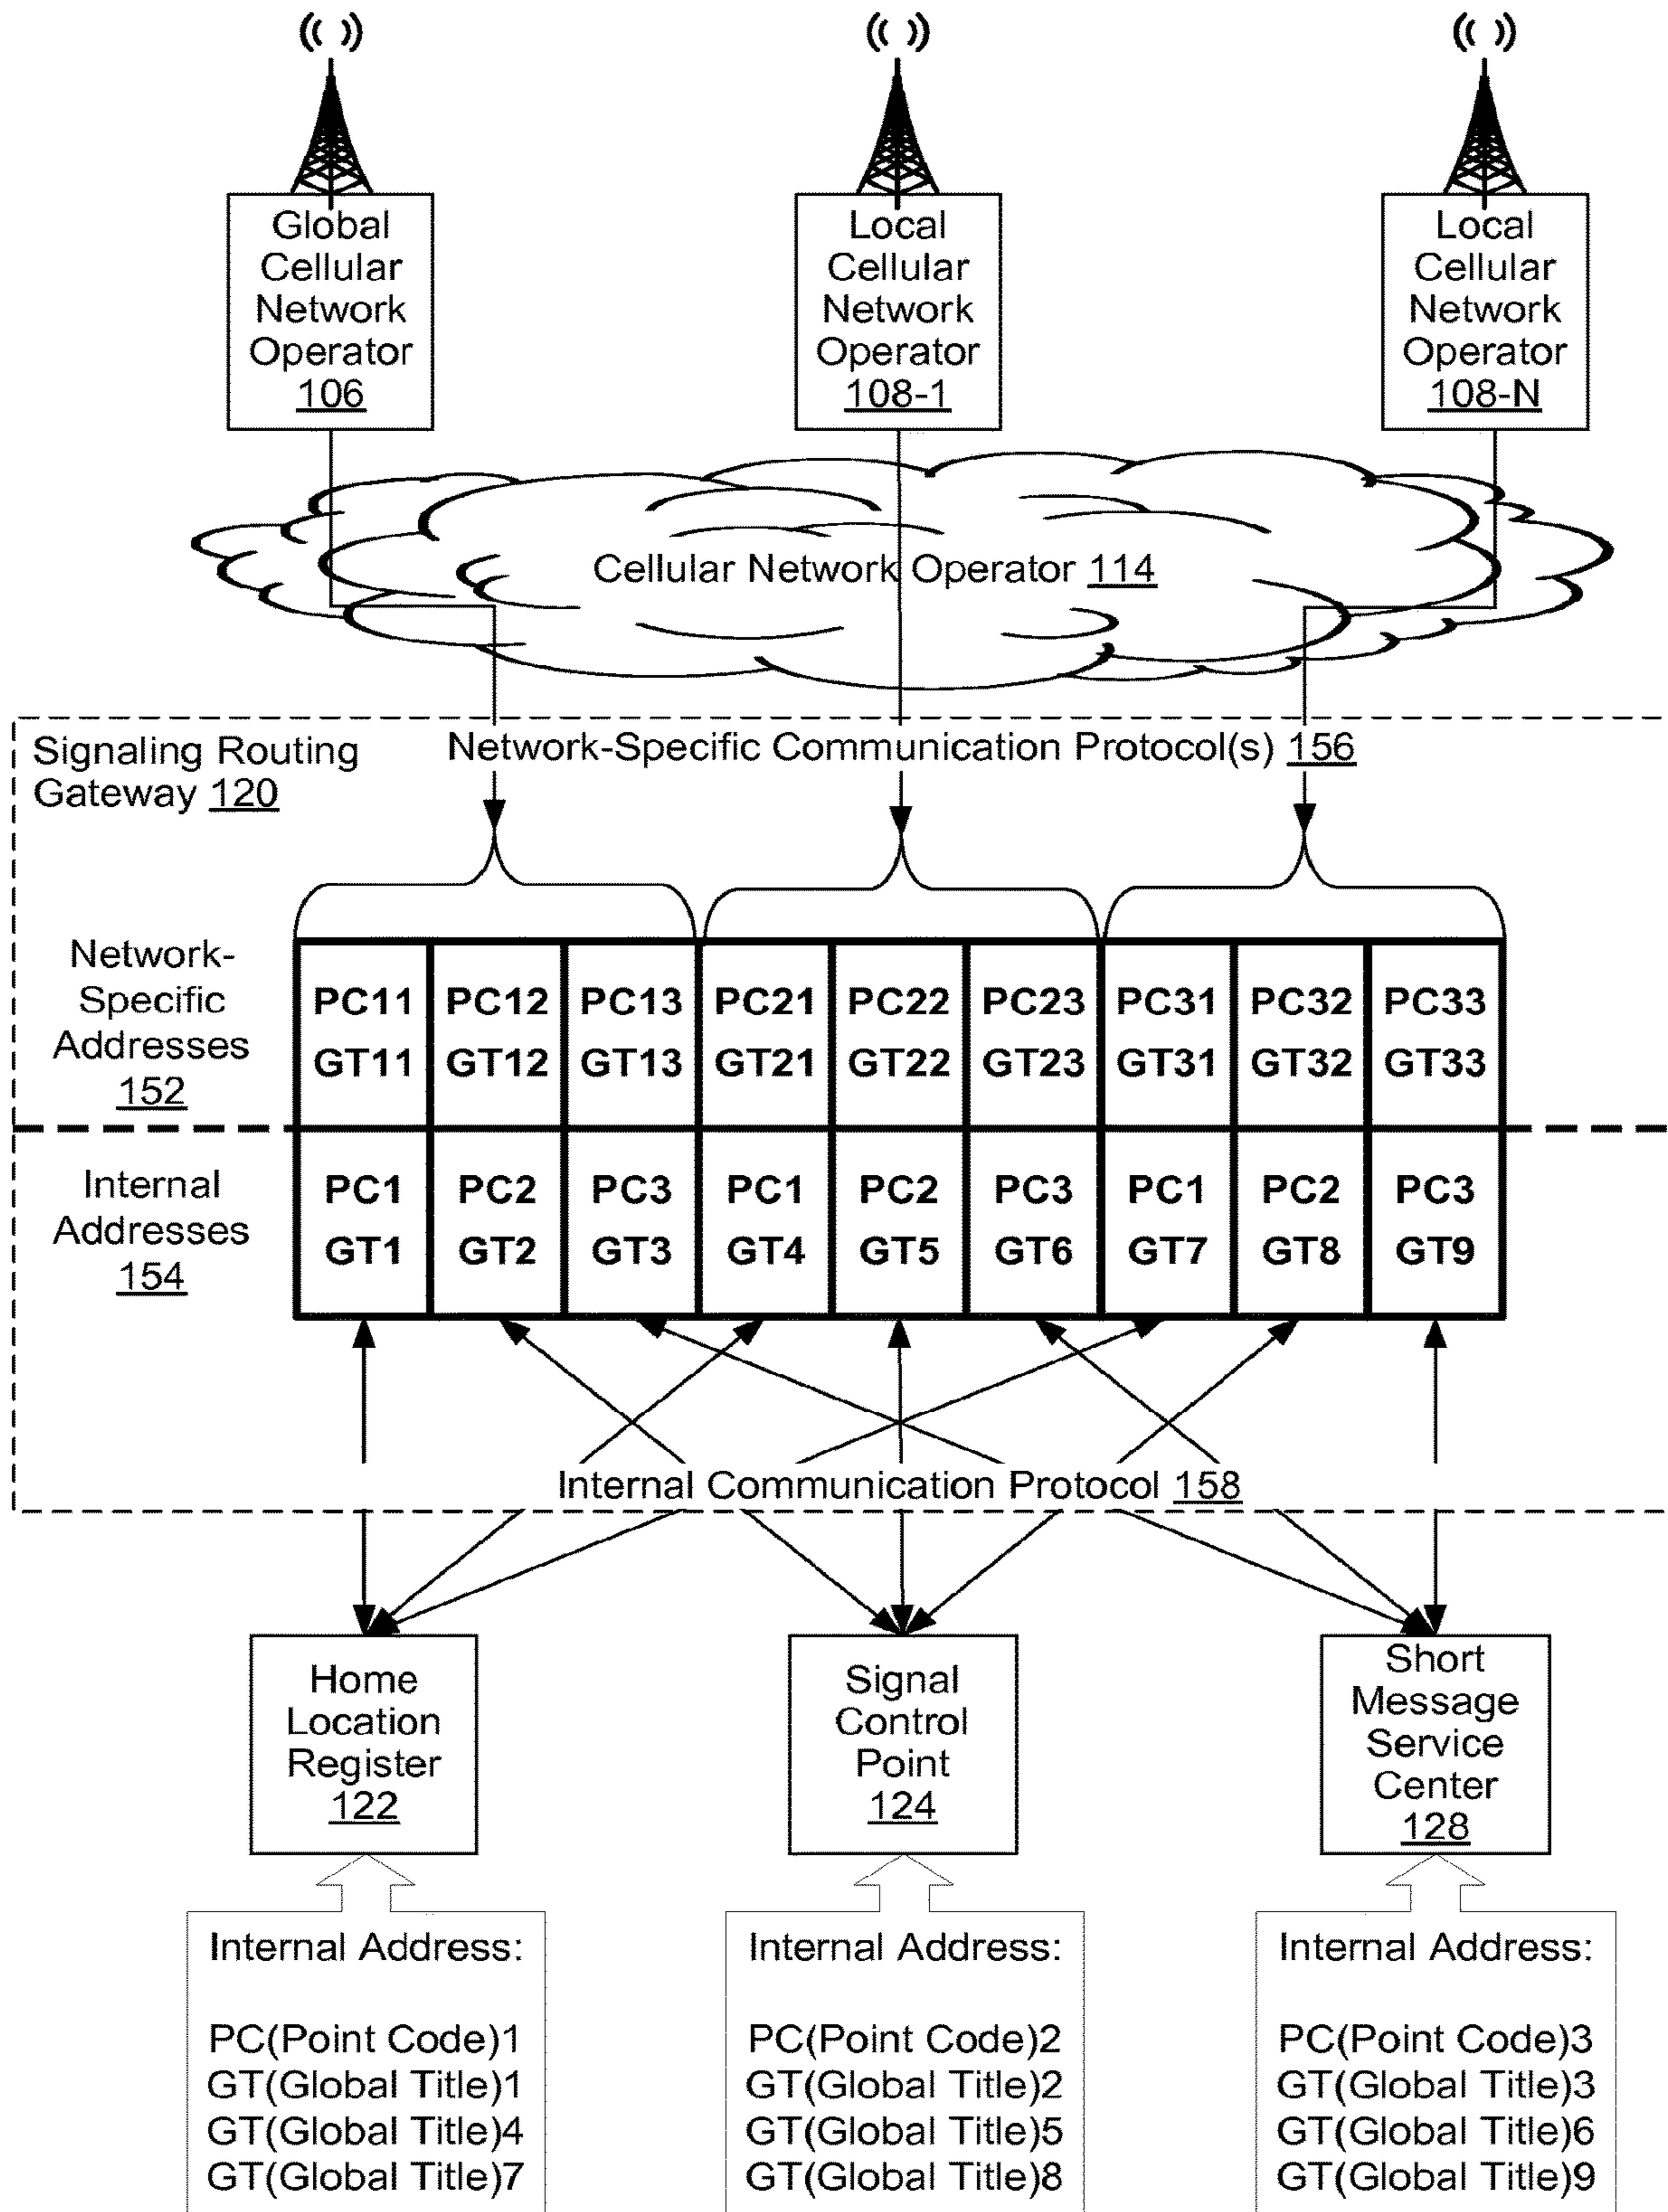 (( ))
(( ))
(( ))
Global
Cellular
Network
Operator
106
Local
Cellular
Network
Operator
108-1
Local
Cellular
Network
Operator
108-N
Cellular Network Operator 114
Signaling Routing
Gateway 120
Network-Specific Communication Protocol(s) 156
Network-
Specific
Addresses
152
PC11 PC12 PC13 PC21 PC22 PC23 PC31 PC32 PC33
GT11 GT12 GT13 GT21 GT22 GT23 GT31 GT32 GT33
Internal
Addresses
154
PC1 PC2 PC3 PC1 PC2 PC3 PC1 PC2 PC3
GT1 GT2 GT3 GT4 GT5 GT6 GT7 GT8 GT9
Internal Communication Protocol 158
Home
Location
Register
122
Signal
Control
Point
124
Short
Message
Service
Center
128
Internal Address:
PC(Point Code)1
GT(Global Title)1
GT(Global Title)4
GT(Global Title)7
Internal Address:
PC(Point Code)2
GT(Global Title)2
GT(Global Title)5
GT(Global Title)8
Internal Address:
PC(Point Code)3
GT(Global Title)3
GT(Global Title)6
GT(Global Title)9